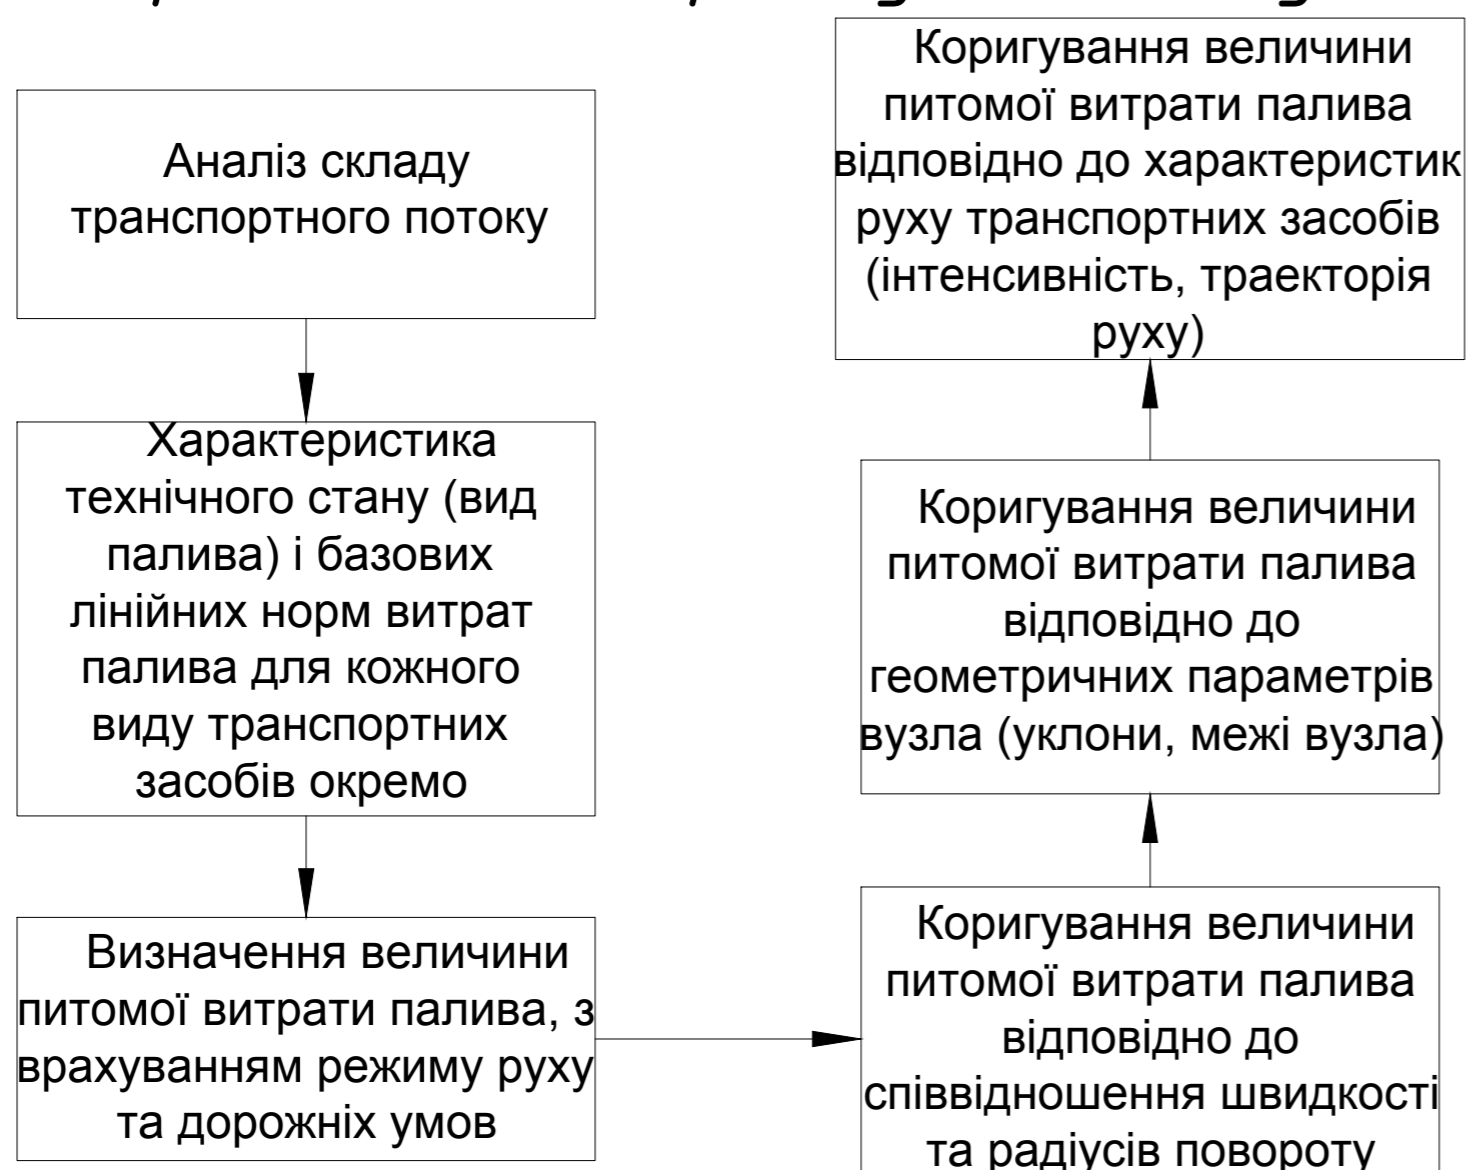 Аналіз складу
транспортного потоку
Характеристика
технічного стану (вид
палива) і базових
лінійних норм витрат
палива для кожного
виду транспортних
засобів окремо
Визначення величини
питомої витрати палива, з
врахуванням режиму руху
та дорожніх умов
Коригування величини
питомої витрати палива
відповідно до
співвідношення швидкості
та радіусів повороту
Коригування величини
питомої витрати палива
відповідно до
геометричних параметрів
вузла (уклони, межі вузла)
Коригування величини
питомої витрати палива
відповідно до характеристик
руху транспортних засобів
(інтенсивність, траекторія
руху)